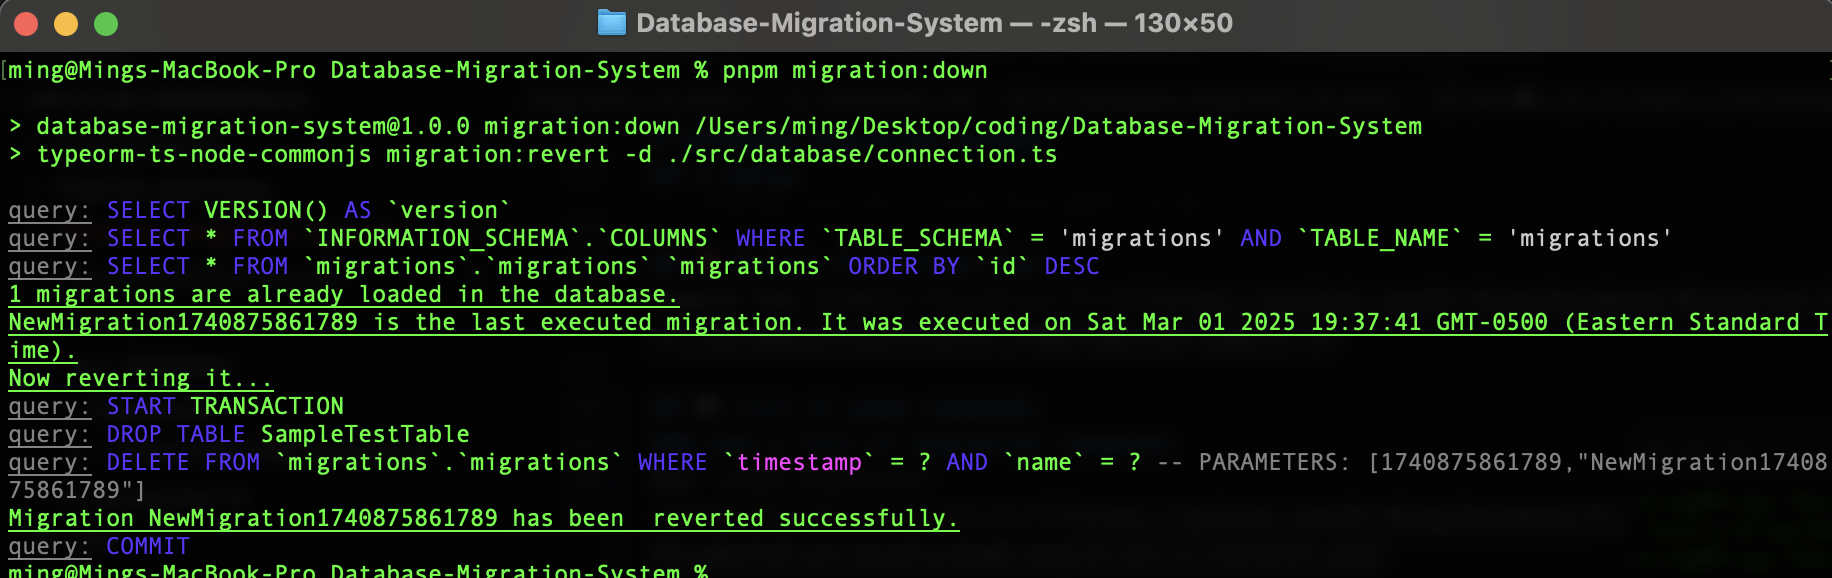 Database-Migration-System — -zsh — 130×50
[ming@Mings-MacBook-Pro Database-Migration-System % pnpm migration:down
> database-migration-system@1.0.0 migration:down /Users/ming/Desktop/coding/Database-Migration-System
> typeorm-ts-node-commonjs migration:revert -d ./src/database/connection.ts
query: SELECT VERSION() AS `version`
query: SELECT * FROM `INFORMATION_SCHEMA`.`COLUMNS` WHERE `TABLE_SCHEMA` = 'migrations' AND `TABLE_NAME` = 'migrations'
query: SELECT * FROM `migrations`.`migrations` `migrations` ORDER BY `id` DESC
1 migrations are already loaded in the database.
NewMigration1740875861789 is the last executed migration. It was executed on Sat Mar 01 2025 19:37:41 GMT-0500 (Eastern Standard T
ime).
Now reverting it...
query: START TRANSACTION
query: DROP TABLE SampleTestTable
query: DELETE FROM `migrations`.`migrations` WHERE `timestamp` = ? AND `name` = ? -- PARAMETERS: [1740875861789,"NewMigration17408
75861789"]
Migration NewMigration1740875861789 has been  reverted successfully.
query: COMMIT
ming@Mings-MacBook-Pro Database-Migration-System %